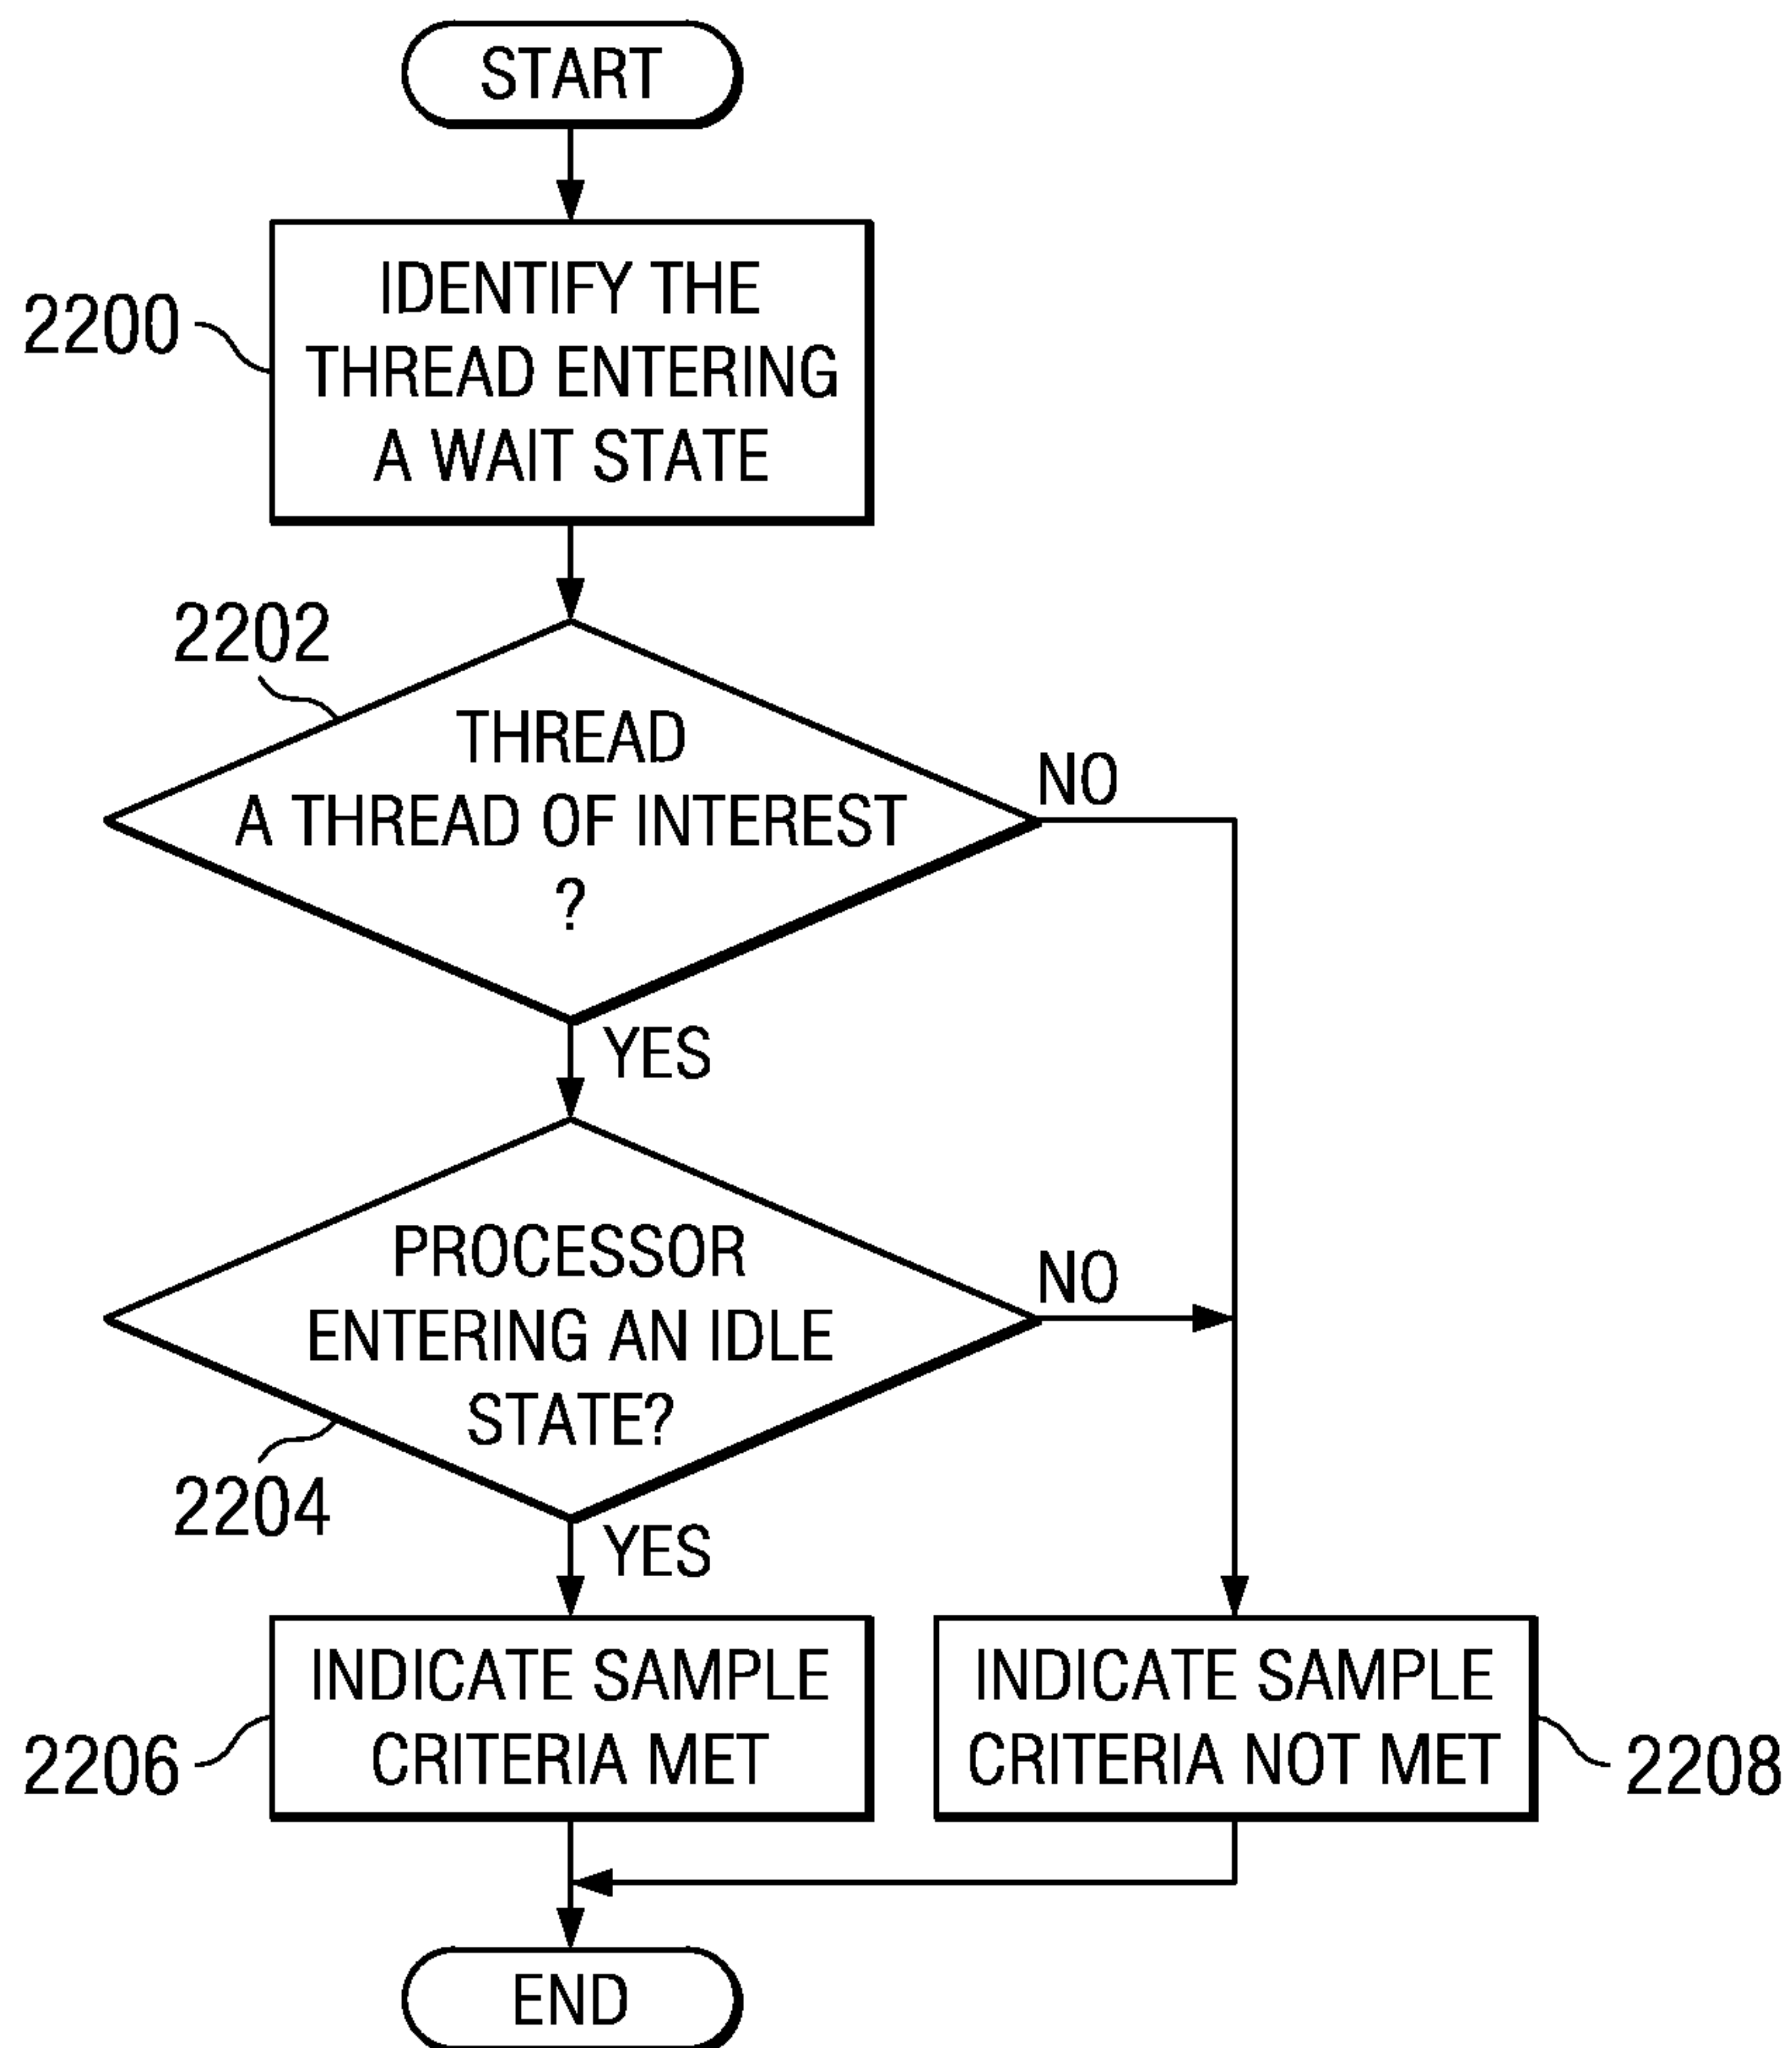 START
2200
IDENTIFY THE
THREAD ENTERING
A WAIT STATE
2202
THREAD
A THREAD OF INTEREST
?
NO
YES
PROCESSOR
ENTERING AN IDLE
STATE?
NO
2204
YES
INDICATE SAMPLE
CRITERIA MET
2206
INDICATE SAMPLE
CRITERIA NOT MET
2208
END